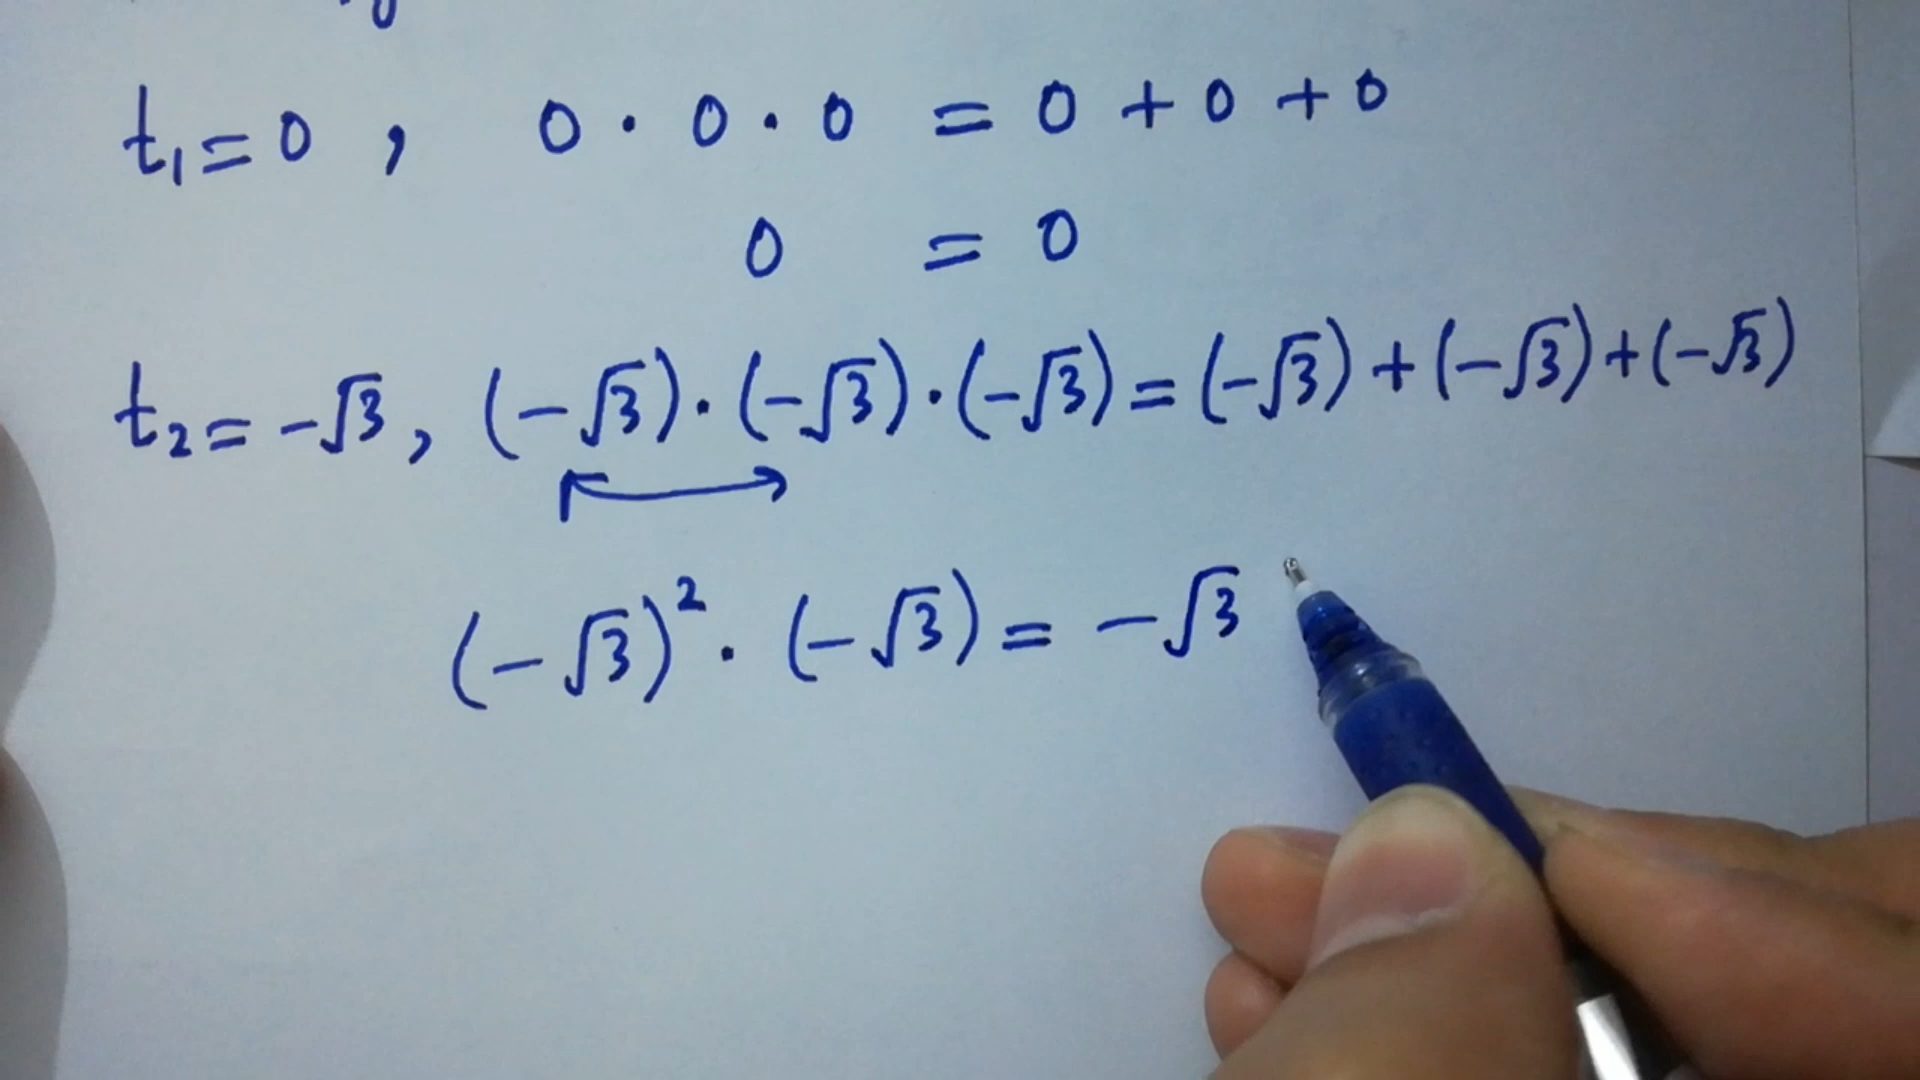 t₁ = 0 , 0 · 0 · 0 = 0 + 0 + 0
0 = 0
t₂ = -√3 , (-√3) · (-√3) · (-√3) = (-√3) + (-√3) + (-√3)
(-√3)² · (-√3) = -√3